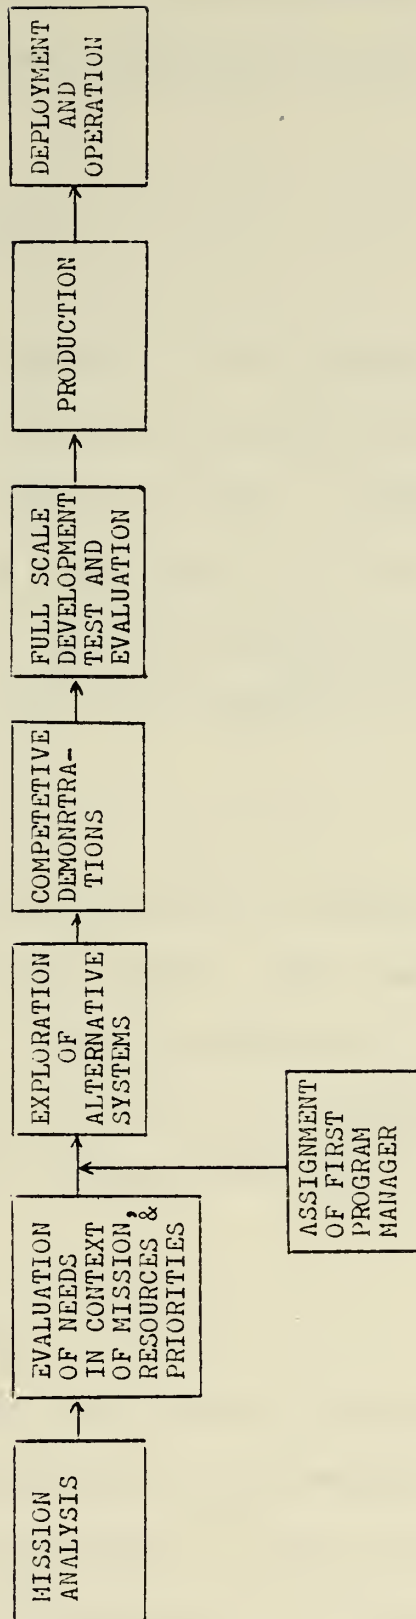 MISSION
ANALYSIS
EVALUATION
OF NEEDS
IN CONTEXT
OF MISSION,
RESOURCES &
PRIORITIES
ASSIGNMENT
OF FIRST
PROGRAM
MANAGER
EXPLORATION
OF
ALTERNATIVE
SYSTEMS
COMPETETIVE
DEMONRTRA-
TIONS
FULL SCALE
DEVELOPMENT
TEST AND
EVALUATION
PRODUCTION
DEPLOYMENT
AND
OPERATION